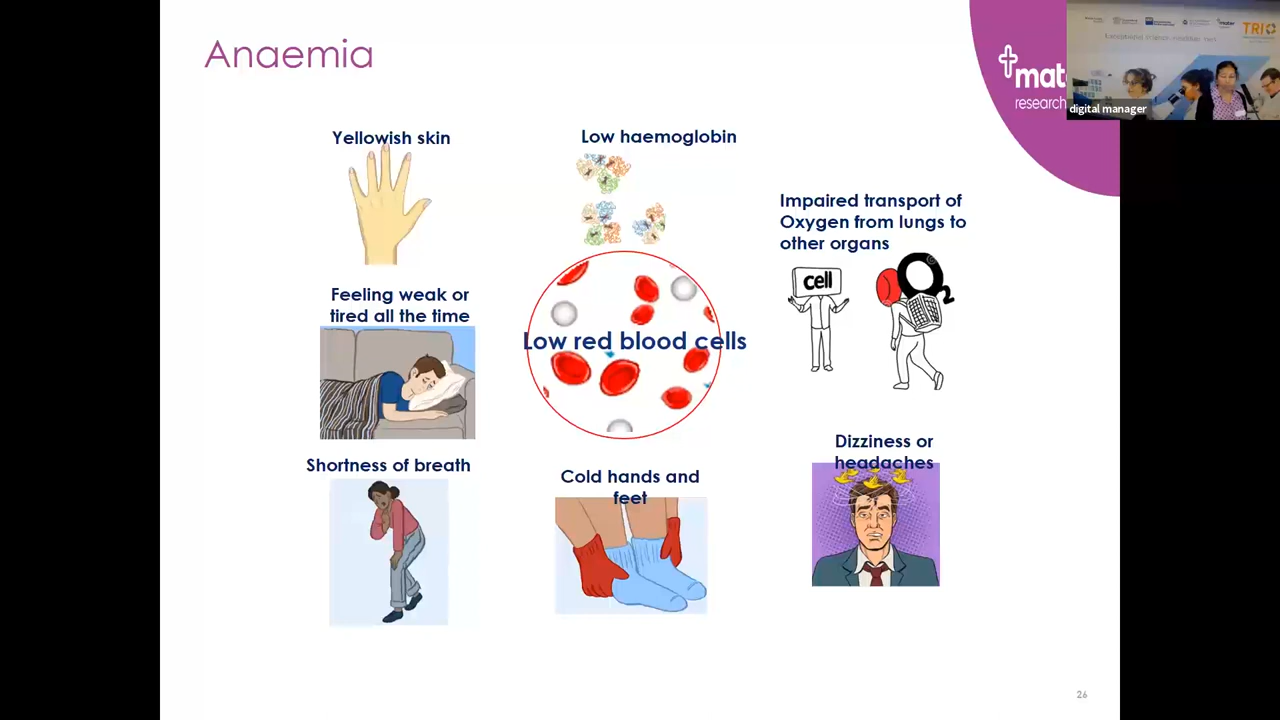 Anaemia
mat
research
TRI
digital manager
Yellowish skin
Low haemoglobin
Impaired transport of
Oxygen from lungs to
other organs
cell
2
Feeling weak or
tired all the time
Low red blood cells
Shortness of breath
Cold hands and
feet
Dizziness or
headaches
26